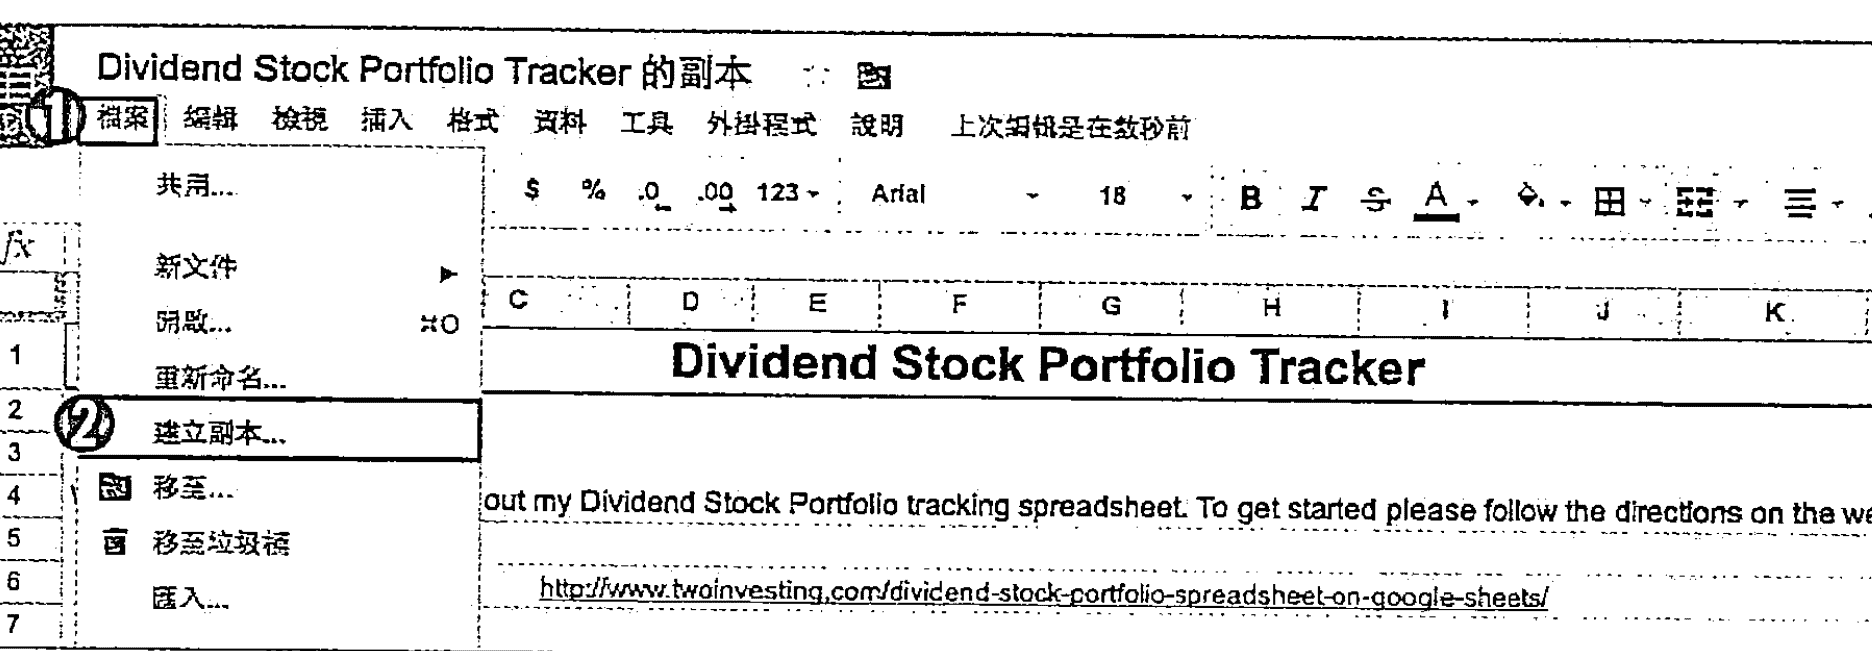 Dividend Stock Portfolio Tracker 的副本
① 檔案 編輯 檢視 插入 格式 資料 工具 外掛程式 說明 上次編輯是在數秒前
共用...
$ % .0 .00 123 Arial 18 B I S A
fx
新文件
開啟... ⌘O
重新命名...
② 建立副本...
移至...
移至垃圾桶
匯入...
C D E F G H I J K
1 Dividend Stock Portfolio Tracker
2
3
4 out my Dividend Stock Portfolio tracking spreadsheet. To get started please follow the directions on the we
5
6 http://www.twoinvesting.com/dividend-stock-portfolio-spreadsheet-on-google-sheets/
7